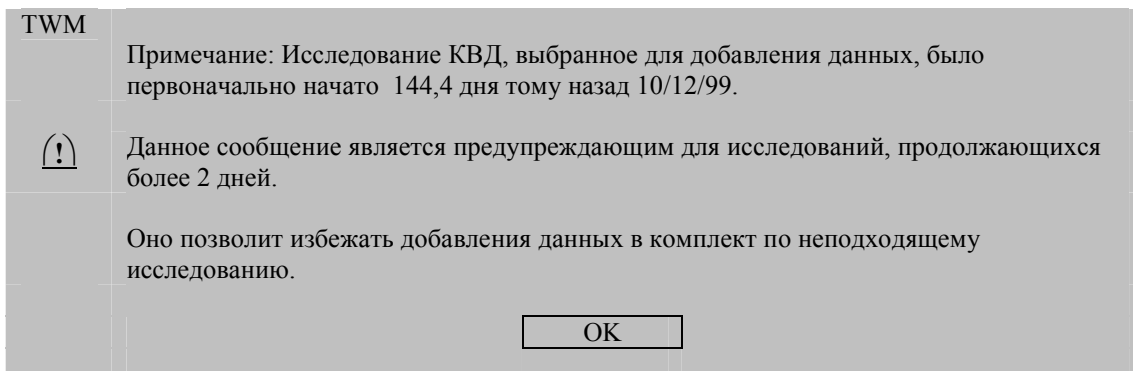 TWM
Примечание: Исследование КВД, выбранное для добавления данных, было
первоначально начато 144,4 дня тому назад 10/12/99.
(!)
Данное сообщение является предупреждающим для исследований, продолжающихся
более 2 дней.
Оно позволит избежать добавления данных в комплект по неподходящему
исследованию.
OK